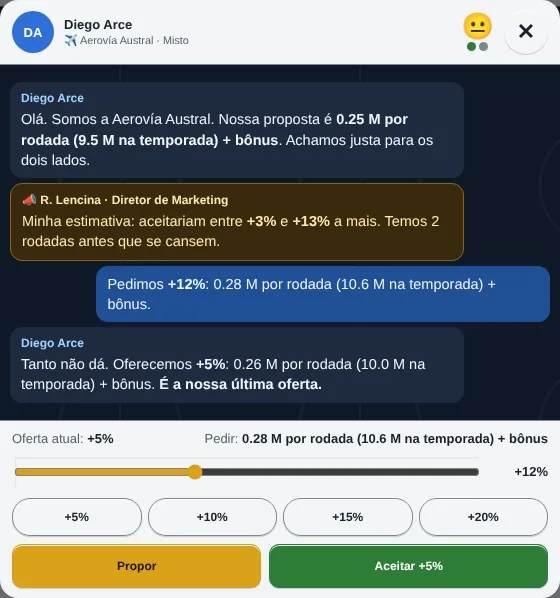 DA
Diego Arce
✈️ Aerovía Austral · Misto
✕
Diego Arce
Olá. Somos a Aerovía Austral. Nossa proposta é 0.25 M por
rodada (9.5 M na temporada) + bônus. Achamos justa para os
dois lados.
📣 R. Lencina · Diretor de Marketing
Minha estimativa: aceitariam entre +3% e +13% a mais. Temos 2
rodadas antes que se cansem.
Pedimos +12%: 0.28 M por rodada (10.6 M na temporada) +
bônus.
Diego Arce
Tanto não dá. Oferecemos +5%: 0.26 M por rodada (10.0 M na
temporada) + bônus. É a nossa última oferta.
Oferta atual: +5%
Pedir: 0.28 M por rodada (10.6 M na temporada) + bônus
+12%
+5%
+10%
+15%
+20%
Propor
Aceitar +5%